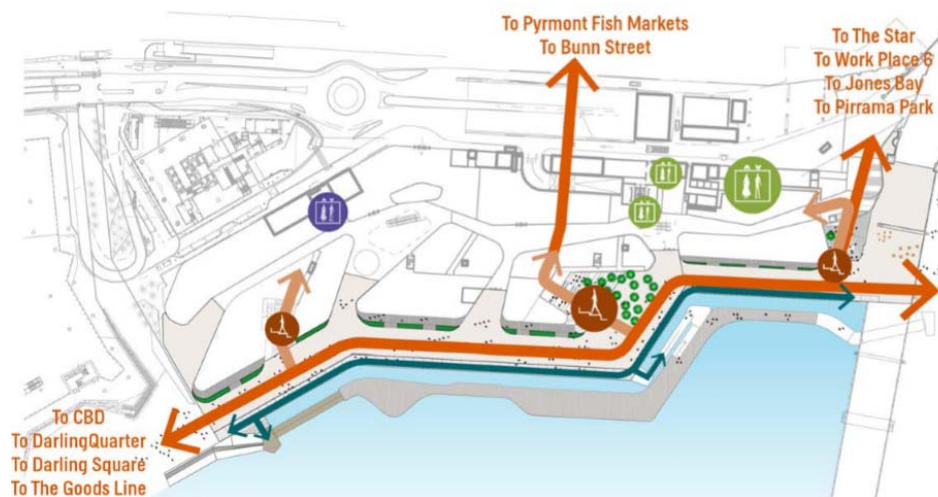 To Pyrmont Fish Markets
To Bunn Street
To The Star
To Work Place 6
To Jones Bay
To Pirrama Park
To CBD
To DarlingQuarter
To Darling Square
To The Goods Line